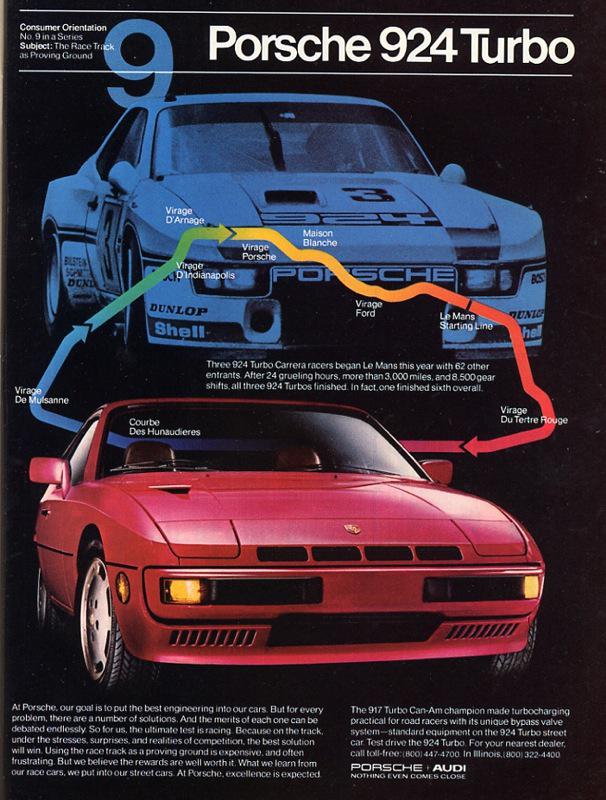 Consumer Orientation
No. 9 in a Series
Subject: The Race Track
as Proving Ground
9
Porsche 924 Turbo
3
924
PORSCHE
3
BILSTEIN
DUNLOP
DUNLOP
Shell
Virage
D'Arnage
Virage
D'Indianapolis
Virage
Porsche
Maison
Blanche
Virage
Ford
Le Mans
Starting Line
Virage
De Mulsanne
Virage
Du Tertre Rouge
Courbe
Des Hunaudieres
Three 924 Turbo Carrera racers began Le Mans this year with 62 other
entrants. After 24 grueling hours, more than 3,000 miles, and 8,500 gear
shifts, all three 924 Turbos finished. In fact, one finished sixth overall.
At Porsche, our goal is to put the best engineering into our cars. But for every
problem, there are a number of solutions. And the merits of each one can be
debated endlessly. So for us, the ultimate test is racing. Because on the track,
under the stresses, surprises, and realities of competition, the best solution
will win. Using the race track as a proving ground is expensive, and often
frustrating. But we believe the rewards are well worth it. What we learn from
our race cars, we put into our street cars. At Porsche, excellence is expected.
The 917 Turbo Can-Am champion made turbocharging
practical for road racers with its unique bypass valve
system—standard equipment on the 924 Turbo street
car. Test drive the 924 Turbo. For your nearest dealer,
call toll-free: (800) 447-4700. In Illinois, (800) 322-4400
PORSCHE + AUDI
NOTHING EVEN COMES CLOSE